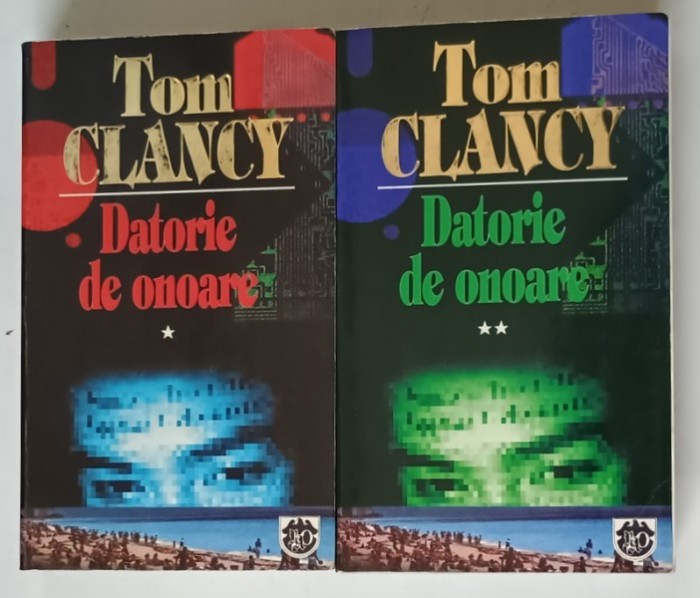 Tom
CLANCY
Datorie
de onoare
★
Tom
CLANCY
Datorie
de onoare
★★